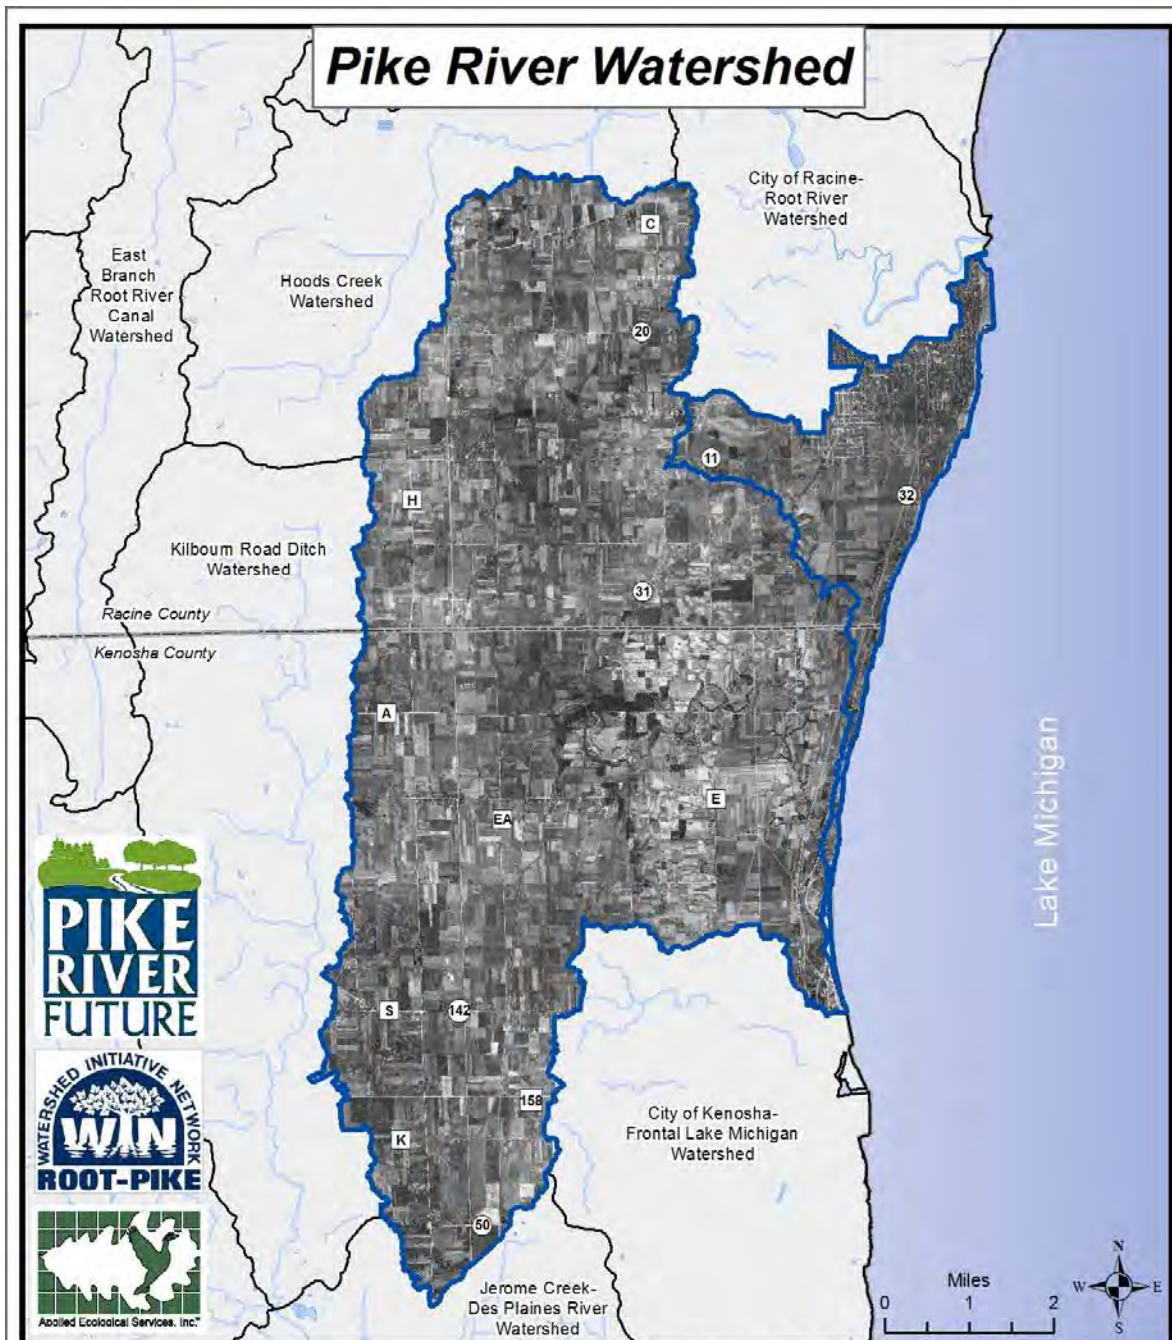 Pike River Watershed
City of Racine-
Root River
Watershed
C
East
Branch
Root River
Canal
Watershed
Hoods Creek
Watershed
20
11
32
H
Kilbourn Road Ditch
Watershed
31
Racine County
Kenosha County
A
Lake Michigan
E
EA
PIKE
RIVER
FUTURE
S
142
WATERSHED INITIATIVE NETWORK
WIN
ROOT-PIKE
158
City of Kenosha-
Frontal Lake Michigan
Watershed
K
50
Applied Ecological Services, Inc.™
Jerome Creek-
Des Plaines River
Watershed
Miles
0 1 2
N
W E
S